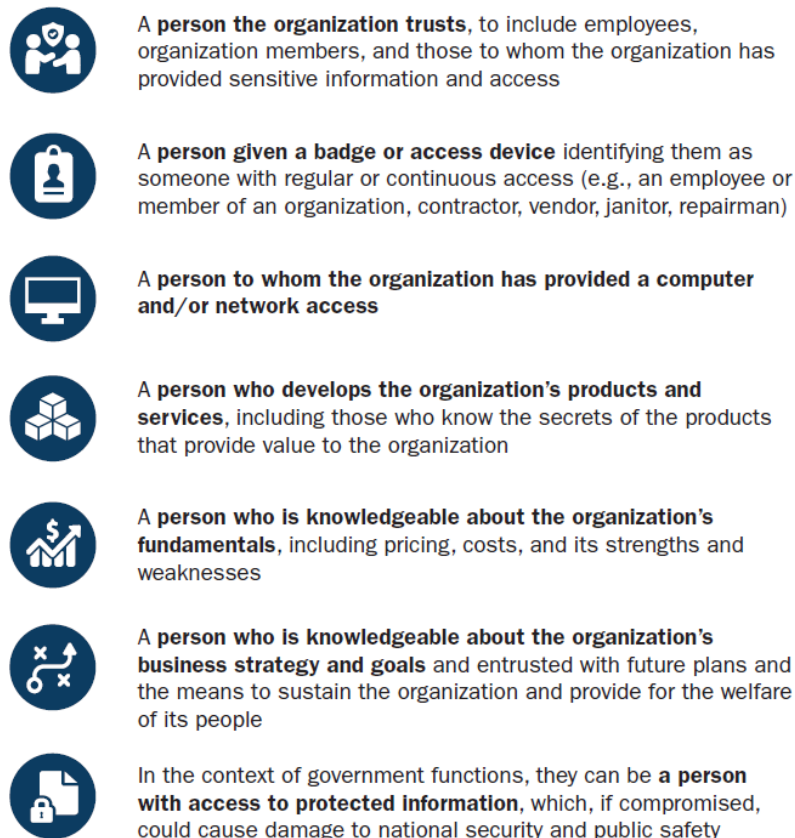 A person the organization trusts, to include employees,
organization members, and those to whom the organization has
provided sensitive information and access
A person given a badge or access device identifying them as
someone with regular or continuous access (e.g., an employee or
member of an organization, contractor, vendor, janitor, repairman)
A person to whom the organization has provided a computer
and/or network access
A person who develops the organization’s products and
services, including those who know the secrets of the products
that provide value to the organization
A person who is knowledgeable about the organization’s
fundamentals, including pricing, costs, and its strengths and
weaknesses
A person who is knowledgeable about the organization’s
business strategy and goals and entrusted with future plans and
the means to sustain the organization and provide for the welfare
of its people
In the context of government functions, they can be a person
with access to protected information, which, if compromised,
could cause damage to national security and public safety